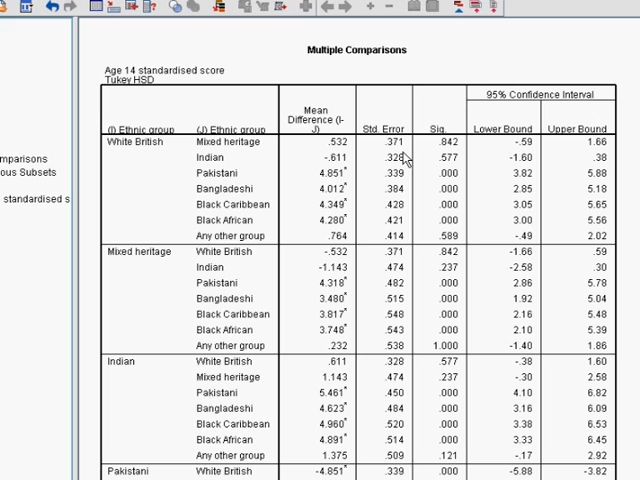 Multiple Comparisons
Age 14 standardised score
Tukey HSD
95% Confidence Interval
Mean
Difference (I-
(I) Ethnic group (J) Ethnic group J) Std. Error Sig. Lower Bound Upper Bound
White British Mixed heritage .532 .371 .842 -.59 1.66
Indian -.611 .328 .577 -1.60 .38
mparisons Pakistani 4.851* .339 .000 3.82 5.88
ous Subsets Bangladeshi 4.012* .384 .000 2.85 5.18
standardised s Black Caribbean 4.349* .428 .000 3.05 5.65
Black African 4.280* .421 .000 3.00 5.56
Any other group .764 .414 .589 -.49 2.02
Mixed heritage White British -.532 .371 .842 -1.66 .59
Indian -1.143 .474 .237 -2.58 .30
Pakistani 4.318* .482 .000 2.86 5.78
Bangladeshi 3.480* .515 .000 1.92 5.04
Black Caribbean 3.817* .548 .000 2.16 5.48
Black African 3.748* .543 .000 2.10 5.39
Any other group .232 .538 1.000 -1.40 1.86
Indian White British .611 .328 .577 -.38 1.60
Mixed heritage 1.143 .474 .237 -.30 2.58
Pakistani 5.461* .450 .000 4.10 6.82
Bangladeshi 4.623* .484 .000 3.16 6.09
Black Caribbean 4.960* .520 .000 3.38 6.53
Black African 4.891* .514 .000 3.33 6.45
Any other group 1.375 .509 .121 -.17 2.92
Pakistani White British -4.851* .339 .000 -5.88 -3.82